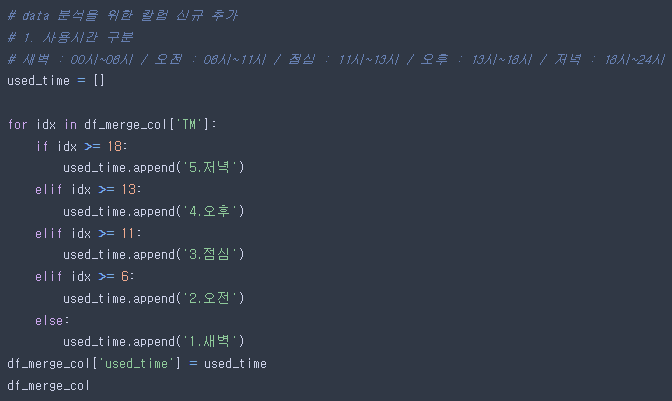 # data 분석을 위한 칼럼 신규 추가
# 1. 사용시간 구분
# 새벽 : 00시~06시 / 오전 : 06시~11시 / 점심 : 11시~13시 / 오후 : 13시~18시 / 저녁 : 18시~24시
used_time = []
for idx in df_merge_col['TM']:
if idx >= 18:
used_time.append('5.저녁')
elif idx >= 13:
used_time.append('4.오후')
elif idx >= 11:
used_time.append('3.점심')
elif idx >= 6:
used_time.append('2.오전')
else:
used_time.append('1.새벽')
df_merge_col['used_time'] = used_time
df_merge_col